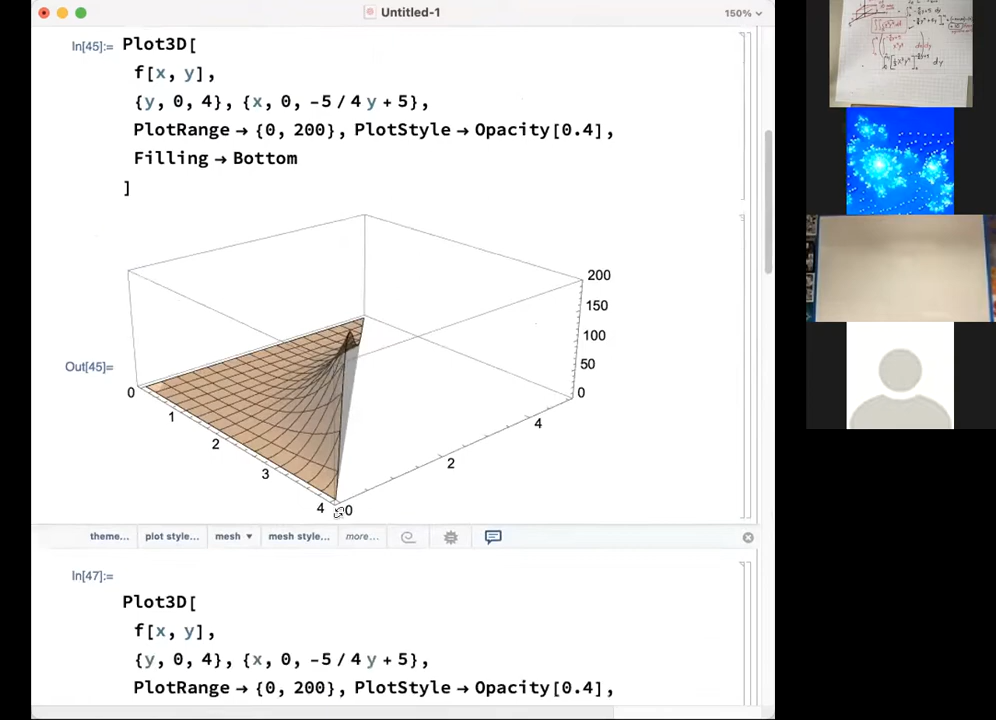 Untitled-1
150%
In[45]:= Plot3D[
f[x, y],
{y, 0, 4}, {x, 0, -5 / 4 y + 5},
PlotRange → {0, 200}, PlotStyle → Opacity[0.4],
Filling → Bottom
]
200
150
100
50
0
Out[45]=
0
1
2
3
4
0
2
4
theme... plot style... mesh mesh style... more...
In[47]:=
Plot3D[
f[x, y],
{y, 0, 4}, {x, 0, -5 / 4 y + 5},
PlotRange → {0, 200}, PlotStyle → Opacity[0.4],